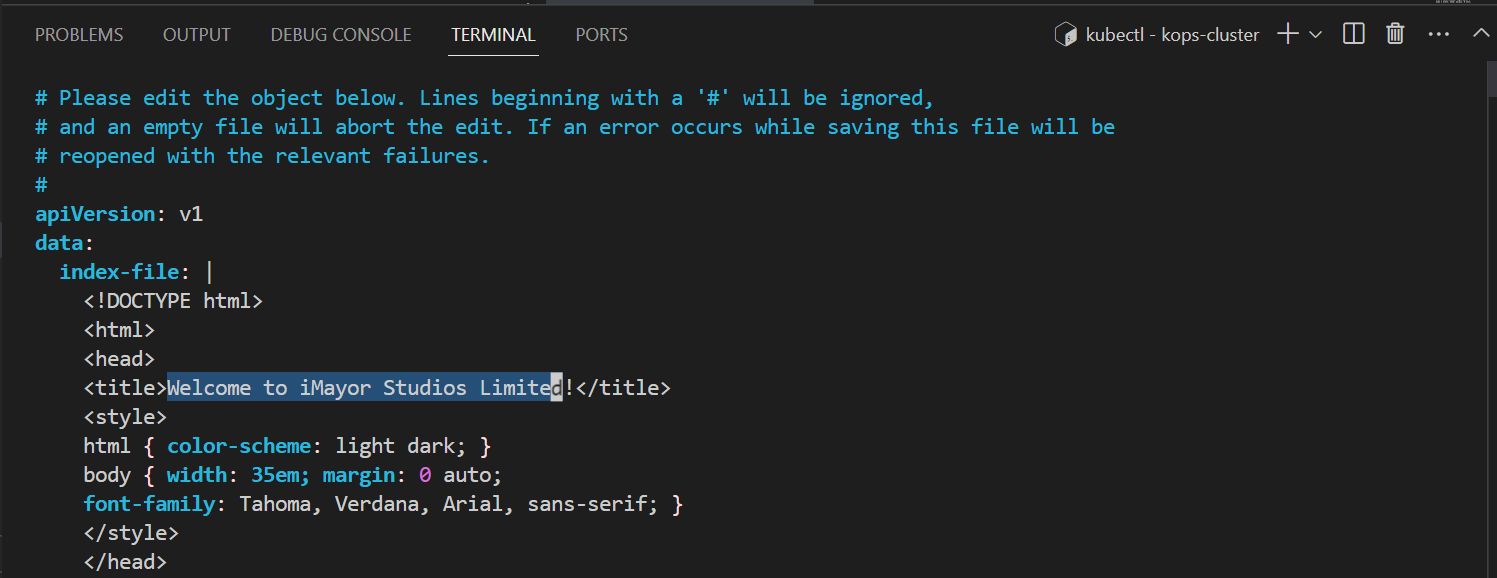 PROBLEMS OUTPUT DEBUG CONSOLE TERMINAL PORTS kubectl - kops-cluster
# Please edit the object below. Lines beginning with a '#' will be ignored,
# and an empty file will abort the edit. If an error occurs while saving this file will be
# reopened with the relevant failures.
#
apiVersion: v1
data:
  index-file: |
    <!DOCTYPE html>
    <html>
    <head>
    <title>Welcome to iMayor Studios Limited!</title>
    <style>
    html { color-scheme: light dark; }
    body { width: 35em; margin: 0 auto;
    font-family: Tahoma, Verdana, Arial, sans-serif; }
    </style>
    </head>